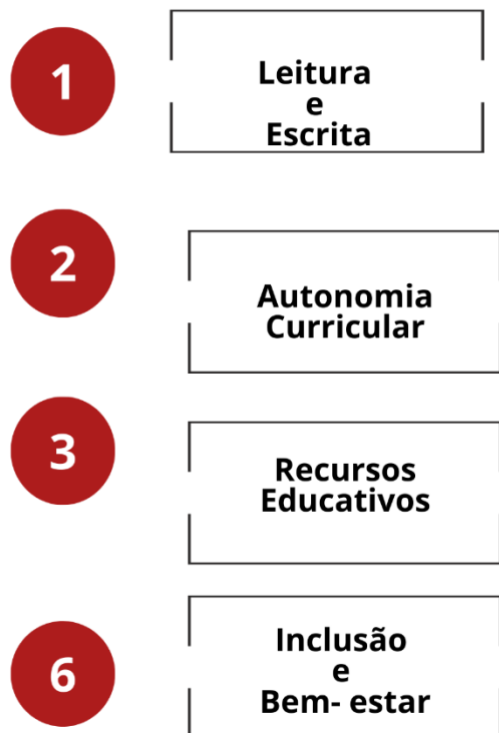 1
Leitura
e
Escrita
2
Autonomia
Curricular
3
Recursos
Educativos
6
Inclusão
e
Bem- estar